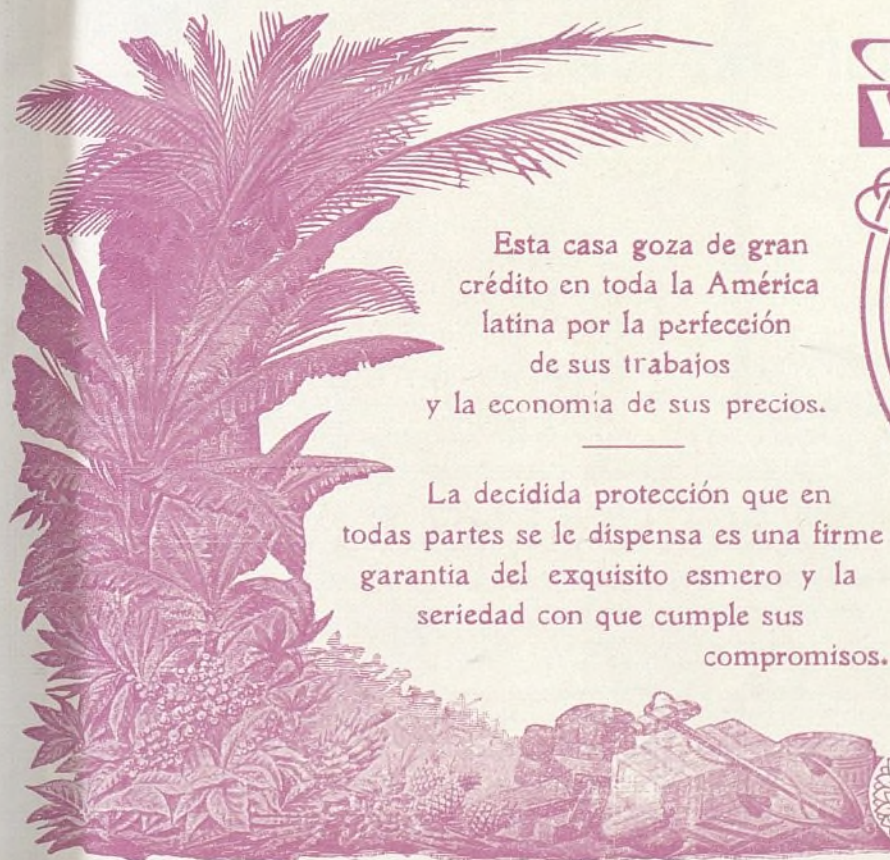 Esta casa goza de gran
crédito en toda la América
latina por la perfección
de sus trabajos
y la economia de sus precios.
La decidida protección que en
todas partes se le dispensa es una firme
garantia del exquisito esmero y la
seriedad con que cumple sus
compromisos.